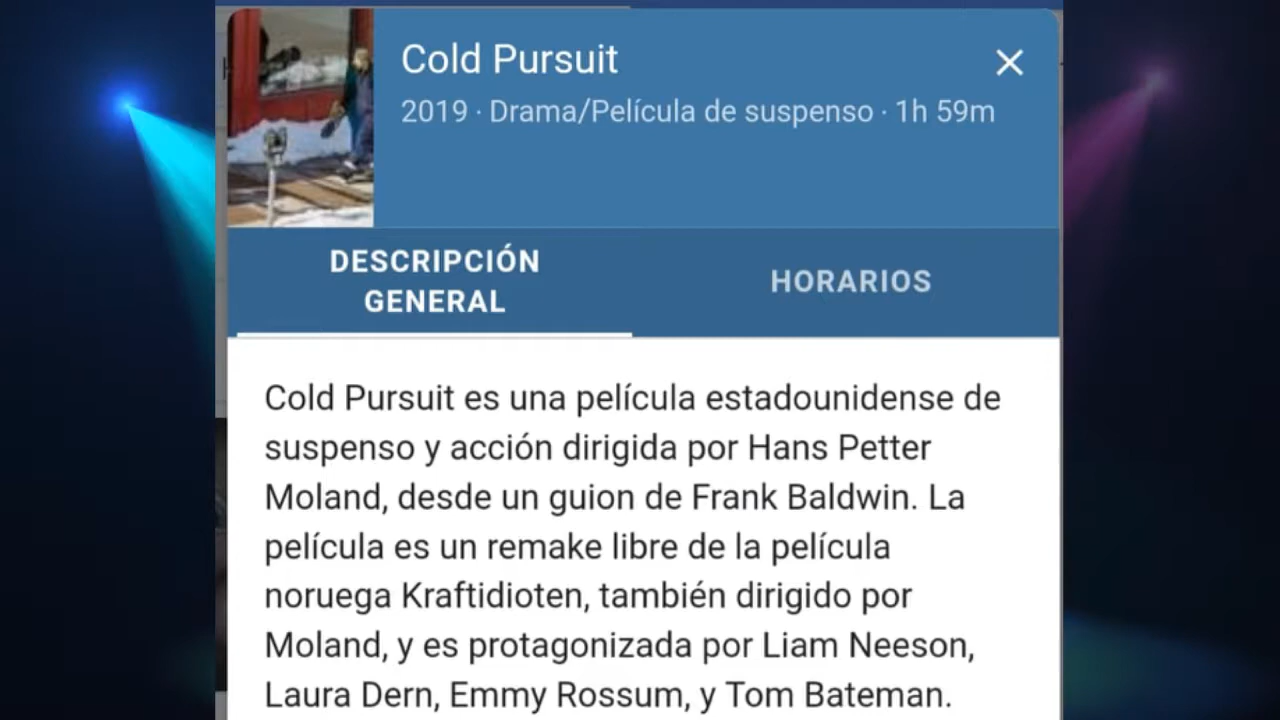 Cold Pursuit
2019 · Drama/Película de suspenso · 1h 59m
DESCRIPCIÓN
GENERAL
HORARIOS
Cold Pursuit es una película estadounidense de
suspenso y acción dirigida por Hans Petter
Moland, desde un guion de Frank Baldwin. La
película es un remake libre de la película
noruega Kraftidioten, también dirigido por
Moland, y es protagonizada por Liam Neeson,
Laura Dern, Emmy Rossum, y Tom Bateman.